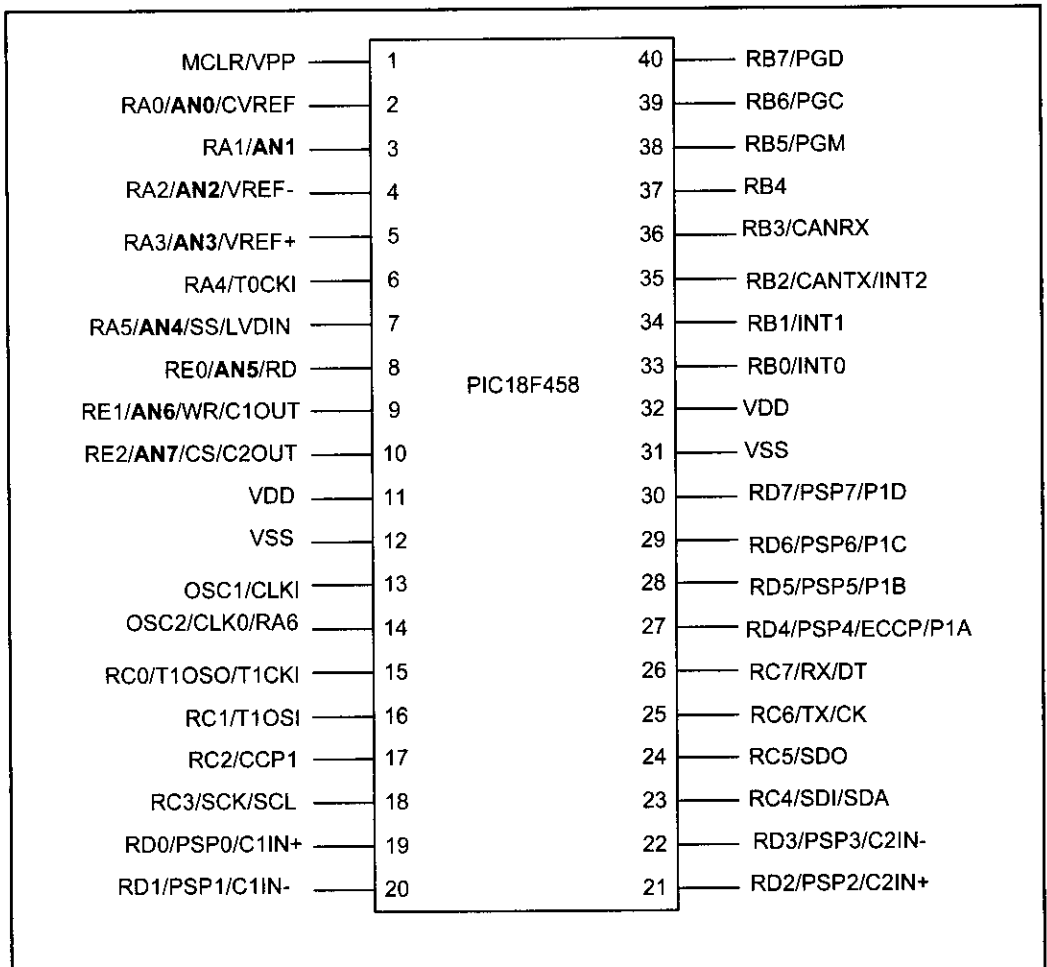 MCLR/VPP 1
RA0/AN0/CVREF 2
RA1/AN1 3
RA2/AN2/VREF- 4
RA3/AN3/VREF+ 5
RA4/T0CKI 6
RA5/AN4/SS/LVDIN 7
RE0/AN5/RD 8
RE1/AN6/WR/C1OUT 9
RE2/AN7/CS/C2OUT 10
VDD 11
VSS 12
OSC1/CLKI 13
OSC2/CLK0/RA6 14
RC0/T1OSO/T1CKI 15
RC1/T1OSI 16
RC2/CCP1 17
RC3/SCK/SCL 18
RD0/PSP0/C1IN+ 19
RD1/PSP1/C1IN- 20
PIC18F458
40 RB7/PGD
39 RB6/PGC
38 RB5/PGM
37 RB4
36 RB3/CANRX
35 RB2/CANTX/INT2
34 RB1/INT1
33 RB0/INT0
32 VDD
31 VSS
30 RD7/PSP7/P1D
29 RD6/PSP6/P1C
28 RD5/PSP5/P1B
27 RD4/PSP4/ECCP/P1A
26 RC7/RX/DT
25 RC6/TX/CK
24 RC5/SDO
23 RC4/SDI/SDA
22 RD3/PSP3/C2IN-
21 RD2/PSP2/C2IN+